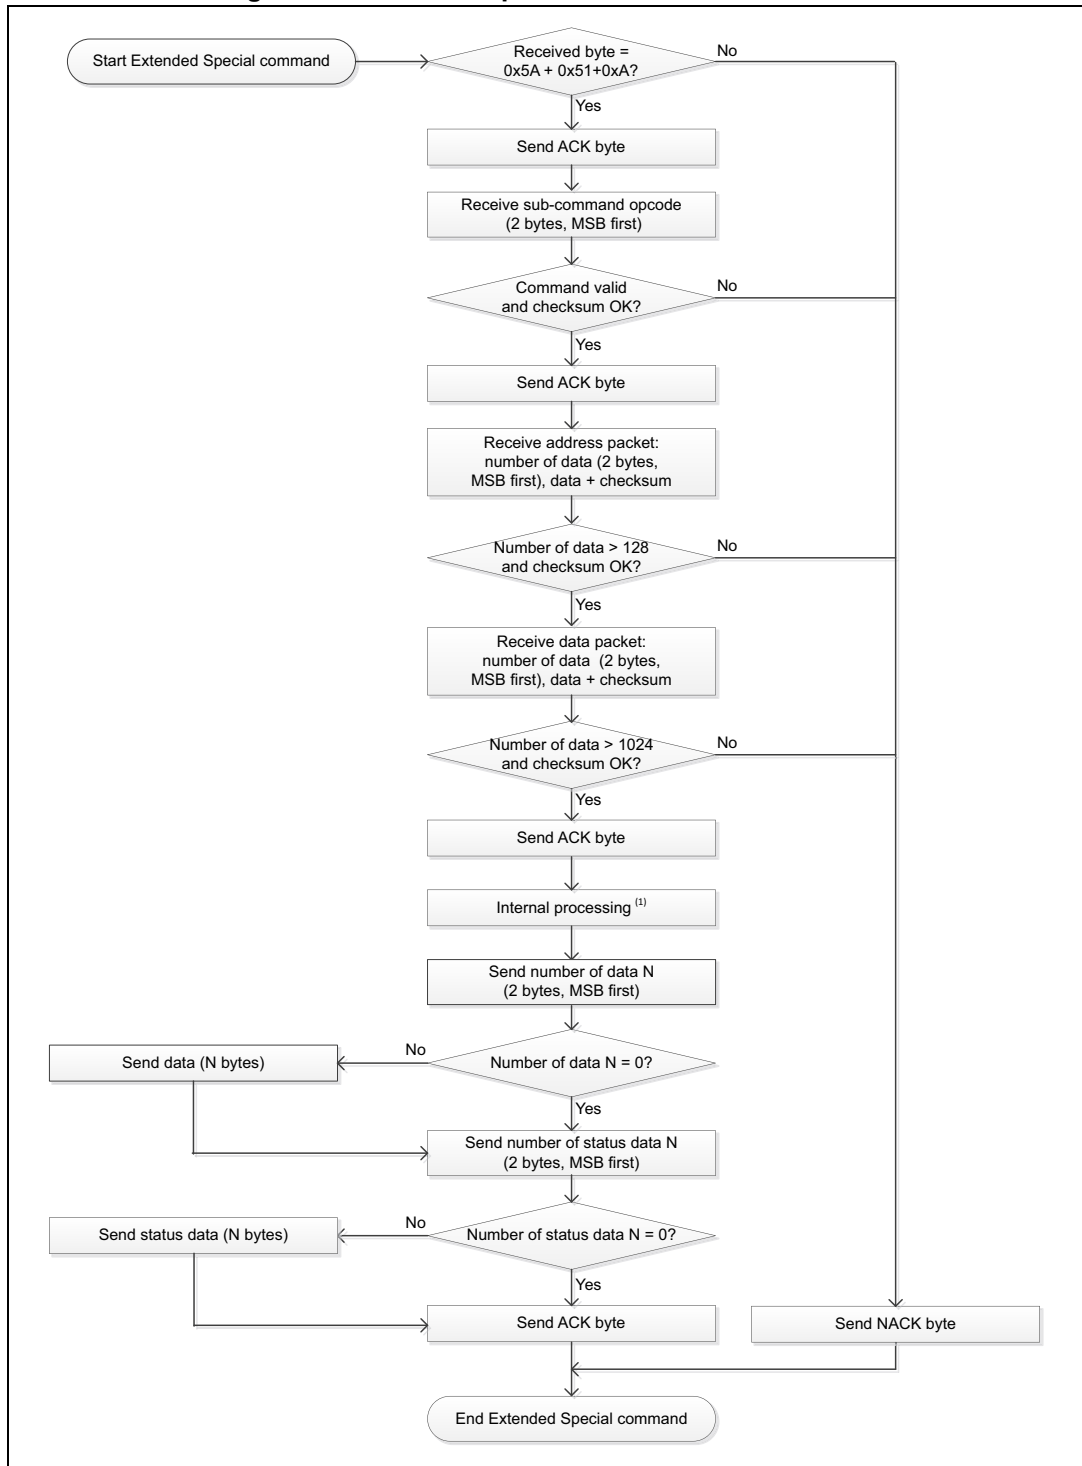 Start Extended Special command
Received byte =
0x5A + 0x51+0xA?
No
Yes
Send ACK byte
Receive sub-command opcode
(2 bytes, MSB first)
Command valid
and checksum OK?
No
Yes
Send ACK byte
Receive address packet:
number of data (2 bytes,
MSB first), data + checksum
Number of data > 128
and checksum OK?
No
Yes
Receive data packet:
number of data (2 bytes,
MSB first), data + checksum
Number of data > 1024
and checksum OK?
No
Yes
Send ACK byte
Internal processing (1)
Send number of data N
(2 bytes, MSB first)
Number of data N = 0?
No
Send data (N bytes)
Yes
Send number of status data N
(2 bytes, MSB first)
Number of status data N = 0?
No
Send status data (N bytes)
Yes
Send ACK byte
Send NACK byte
End Extended Special command